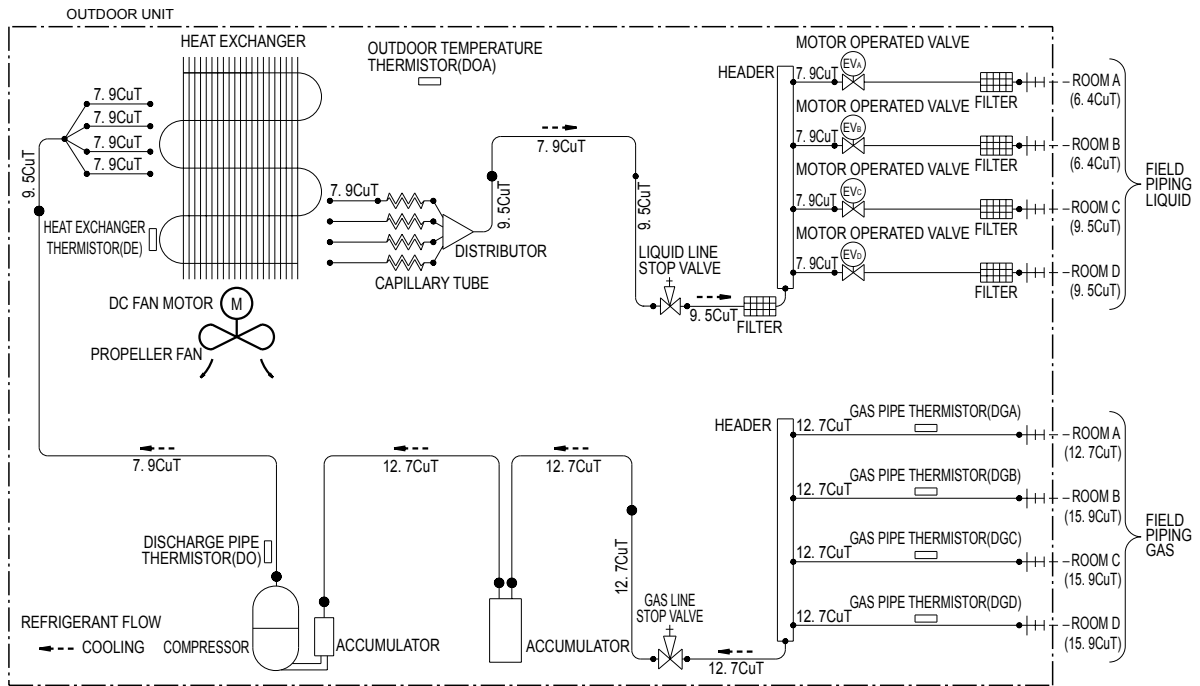 OUTDOOR UNIT
HEAT EXCHANGER
OUTDOOR TEMPERATURE
THERMISTOR(DOA)
7. 9CuT
7. 9CuT
7. 9CuT
7. 9CuT
9. 5CuT
HEAT EXCHANGER
THERMISTOR(DE)
7. 9CuT
CAPILLARY TUBE
DISTRIBUTOR
9. 5CuT
7. 9CuT
9. 5CuT
LIQUID LINE
STOP VALVE
9. 5CuT
FILTER
HEADER
MOTOR OPERATED VALVE
7. 9CuT
EVA
FILTER
ROOM A
(6. 4CuT)
MOTOR OPERATED VALVE
7. 9CuT
EVB
FILTER
ROOM B
(6. 4CuT)
MOTOR OPERATED VALVE
7. 9CuT
EVC
FILTER
ROOM C
(9. 5CuT)
MOTOR OPERATED VALVE
7. 9CuT
EVD
FILTER
ROOM D
(9. 5CuT)
FIELD
PIPING
LIQUID
DC FAN MOTOR
M
PROPELLER FAN
7. 9CuT
12. 7CuT
12. 7CuT
DISCHARGE PIPE
THERMISTOR(DO)
REFRIGERANT FLOW
COOLING
COMPRESSOR
ACCUMULATOR
ACCUMULATOR
12. 7CuT
GAS LINE
STOP VALVE
12. 7CuT
HEADER
GAS PIPE THERMISTOR(DGA)
12. 7CuT
ROOM A
(12. 7CuT)
GAS PIPE THERMISTOR(DGB)
12. 7CuT
ROOM B
(15. 9CuT)
GAS PIPE THERMISTOR(DGC)
12. 7CuT
ROOM C
(15. 9CuT)
GAS PIPE THERMISTOR(DGD)
12. 7CuT
ROOM D
(15. 9CuT)
FIELD
PIPING
GAS